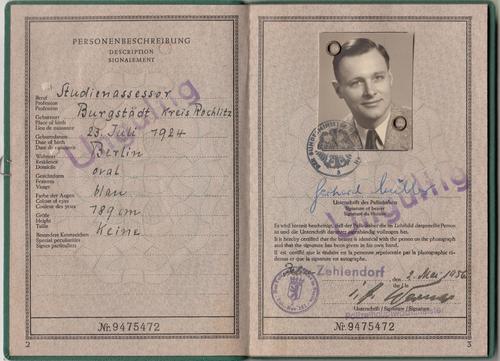 PERSONENBESCHREIBUNG
DESCRIPTION
SIGNALEMENT
Beruf
Profession
Profession
Studienassessor
Geburtsort
Place of birth
Lieu de naissance
Burgstädt Kreis Rochlitz
Geburtsdatum
Date of birth
Date de naissance
23. Juli 1924
Wohnort
Residence
Domicile
Berlin
Gesichtsform
Features
Visage
oval
Farbe der Augen
Colour of eyes
Couleur des yeux
blau
Größe
Height
Taille
189 cm
Besondere Kennzeichen
Special peculiarities
Signes particuliers
Keine
Ungültig
Nr. 9475472
2
Gerhard Müller
Unterschrift des Paßinhabers
Signature of bearer
Signature du titulaire
Ungültig
Es wird hiermit bescheinigt, daß der Paßinhaber die im Lichtbild dargestellte Person
ist und die Unterschrift darunter eigenhändig vollzogen hat.
It is hereby certified that the bearer is identical with the person on the photograph
and that the signature has been given in his own hand.
Il est certifié que le titulaire est la personne représentée par la photographie
ci-dessus et que la signature est autographe.
Zehlendorf
den
the / le
2. Mai 1956
Unterschrift / Signature / Signature
Nr. 9475472
3